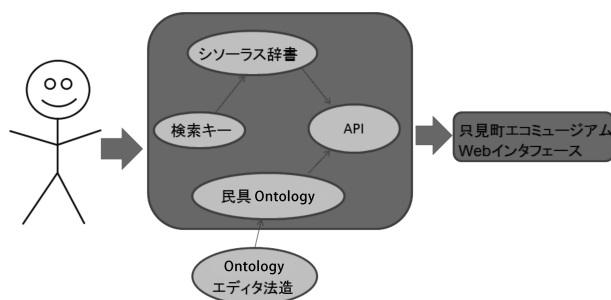 シソーラス辞書
検索キー
API
只見町エコミュージアム
Webインタフェース
民具 Ontology
Ontology
エディタ法造